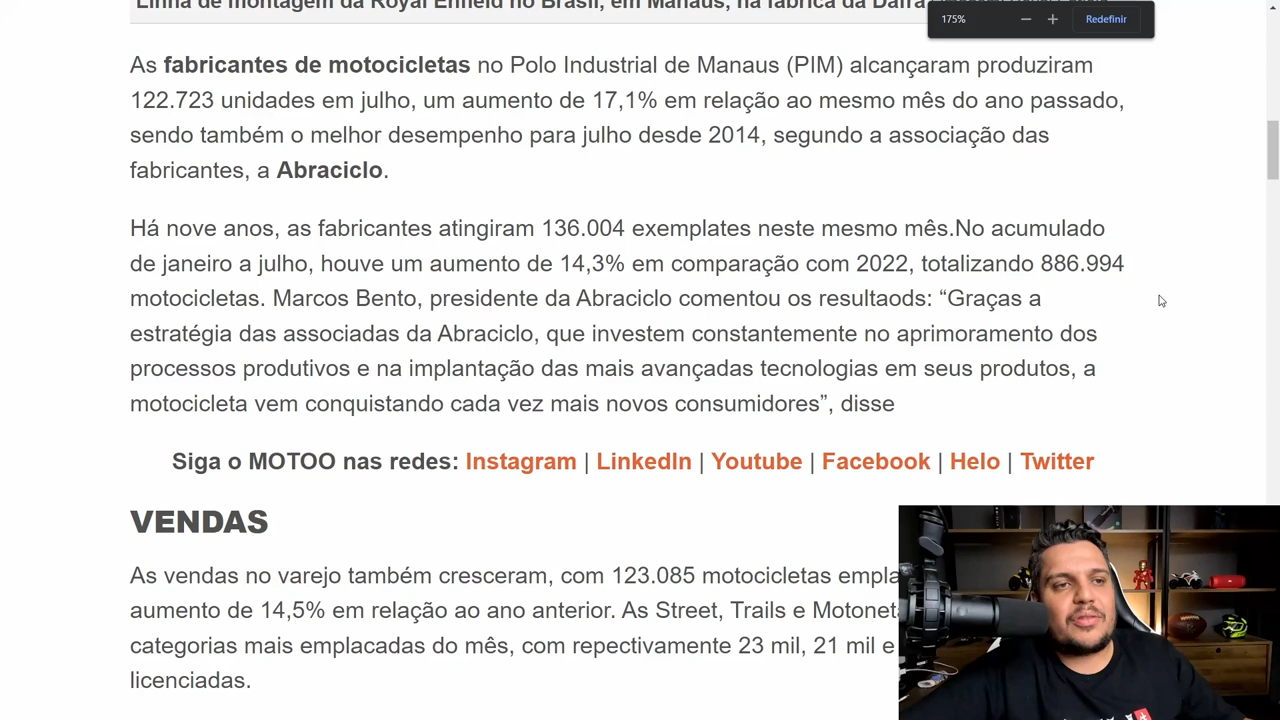 Linha de montagem da Royal Enfield no Brasil, em Manaus, na fábrica da Dafra
175%
Redefinir
As fabricantes de motocicletas no Polo Industrial de Manaus (PIM) alcançaram produziram
122.723 unidades em julho, um aumento de 17,1% em relação ao mesmo mês do ano passado,
sendo também o melhor desempenho para julho desde 2014, segundo a associação das
fabricantes, a Abraciclo.
Há nove anos, as fabricantes atingiram 136.004 exemplates neste mesmo mês.No acumulado
de janeiro a julho, houve um aumento de 14,3% em comparação com 2022, totalizando 886.994
motocicletas. Marcos Bento, presidente da Abraciclo comentou os resultaods: “Graças a
estratégia das associadas da Abraciclo, que investem constantemente no aprimoramento dos
processos produtivos e na implantação das mais avançadas tecnologias em seus produtos, a
motocicleta vem conquistando cada vez mais novos consumidores”, disse
Siga o MOTOO nas redes: Instagram | LinkedIn | Youtube | Facebook | Helo | Twitter
VENDAS
As vendas no varejo também cresceram, com 123.085 motocicletas empla
aumento de 14,5% em relação ao ano anterior. As Street, Trails e Motonet
categorias mais emplacadas do mês, com repectivamente 23 mil, 21 mil e
licenciadas.